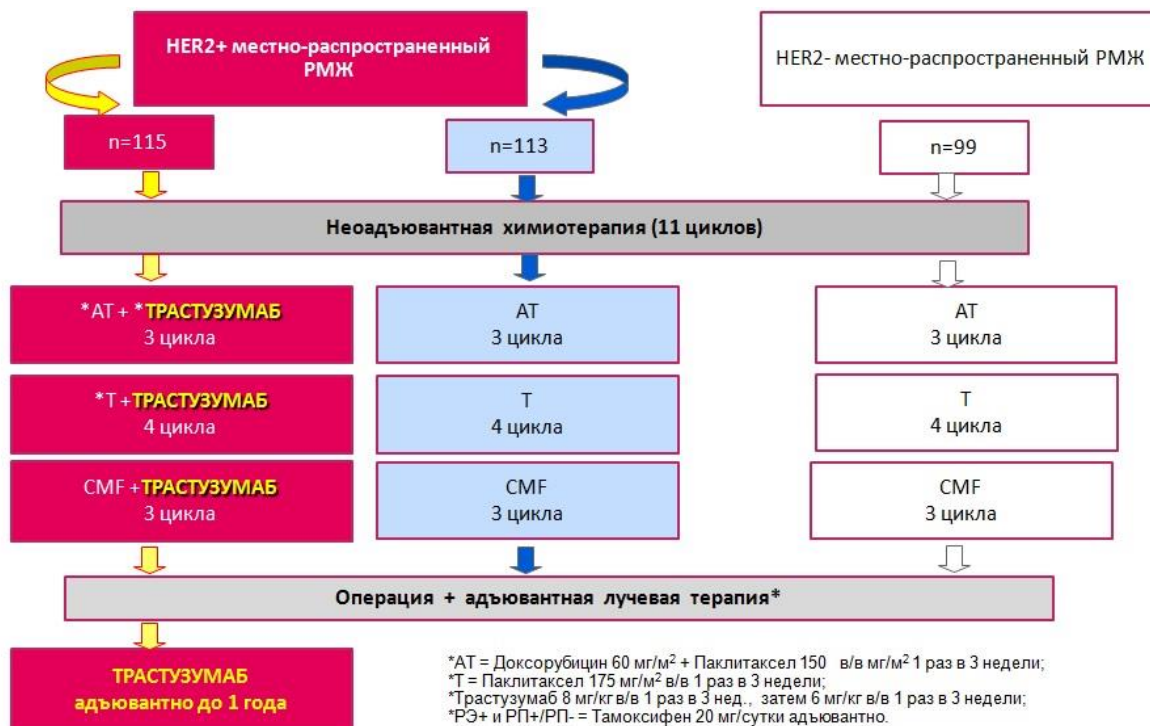 HER2+ местно-распространенный
РМЖ
HER2- местно-распространенный РМЖ
n=115
n=113
n=99
Неоадъювантная химиотерапия (11 циклов)
*АТ + *ТРАСТУЗУМАБ
3 цикла
АТ
3 цикла
АТ
3 цикла
*Т +ТРАСТУЗУМАБ
4 цикла
Т
4 цикла
Т
4 цикла
CMF +ТРАСТУЗУМАБ
3 цикла
CMF
3 цикла
CMF
3 цикла
Операция + адъювантная лучевая терапия*
ТРАСТУЗУМАБ
адъювантно до 1 года
*АТ = Доксорубицин 60 мг/м² + Паклитаксел 150 в/в мг/м² 1 раз в 3 недели;
*Т = Паклитаксел 175 мг/м² в/в 1 раз в 3 недели;
*Трастузумаб 8 мг/кг в/в 1 раз в 3 нед., затем 6 мг/кг в/в 1 раз в 3 недели;
*РЭ+ и РП+/РП- = Тамоксифен 20 мг/сутки адъювантно.